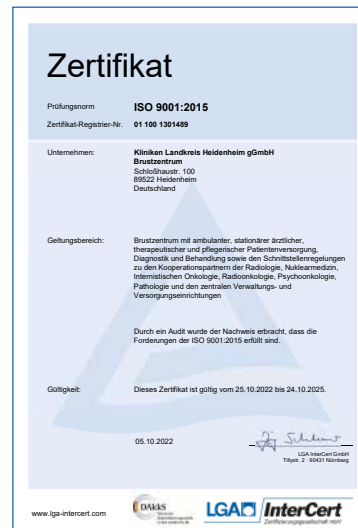 Zertifikat
Prüfungsnorm ISO 9001:2015
Zertifikat-Registrier-Nr. 01 100 1301489
Unternehmen: Kliniken Landkreis Heidenheim gGmbH
Brustzentrum
Schloßhaustr. 100
89522 Heidenheim
Deutschland
Geltungsbereich: Brustzentrum mit ambulanter, stationärer ärztlicher,
therapeutischer und pflegerischer Patientenversorgung,
Diagnostik und Behandlung sowie den Schnittstellenregelungen
zu den Kooperationspartnern der Radiologie, Nuklearmedizin,
Internistischen Onkologie, Radioonkologie, Psychoonkologie,
Pathologie und den zentralen Verwaltungs- und
Versorgungseinrichtungen
Durch ein Audit wurde der Nachweis erbracht, dass die
Forderungen der ISO 9001:2015 erfüllt sind.
Gültigkeit: Dieses Zertifikat ist gültig vom 25.10.2022 bis 24.10.2025.
05.10.2022
LGA InterCert GmbH
Tillystr. 2 · 90431 Nürnberg
www.lga-intercert.com
DAkkS
Deutsche
Akkreditierungsstelle
LGA InterCert
Zertifizierungsgesellschaft mbH